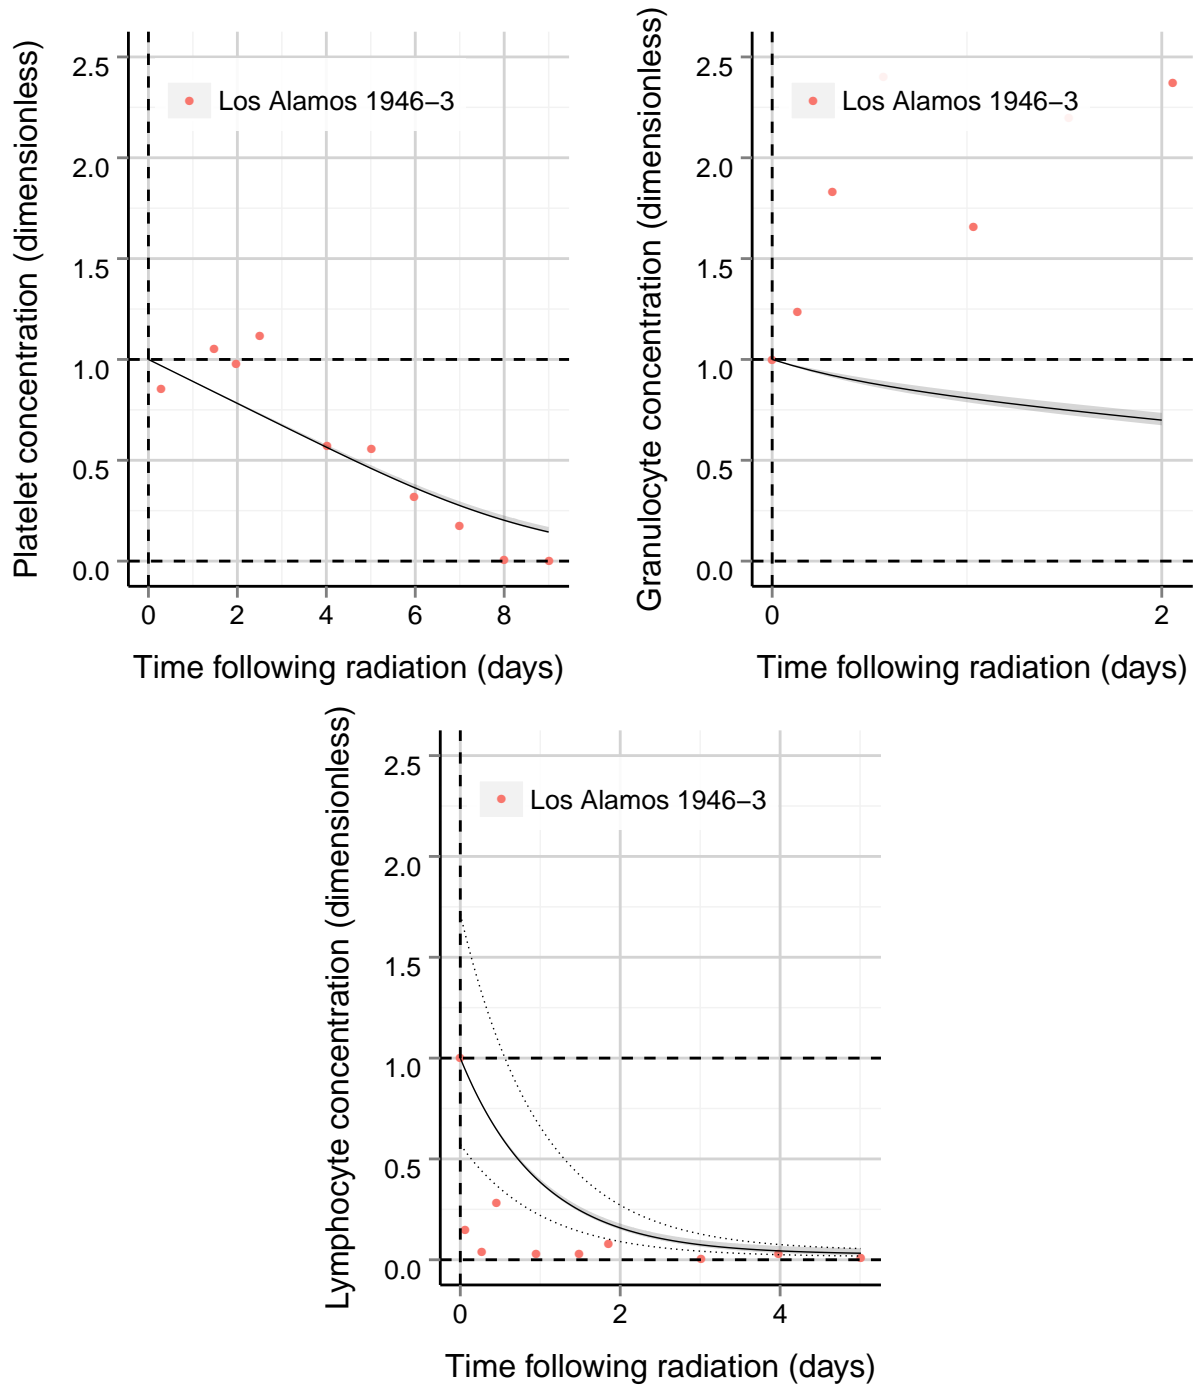 Platelet concentration (dimensionless)
2.5
2.0
1.5
1.0
0.5
0.0
Los Alamos 1946−3
0 2 4 6 8
Time following radiation (days)
Granulocyte concentration (dimensionless)
2.5
2.0
1.5
1.0
0.5
0.0
Los Alamos 1946−3
0 2
Time following radiation (days)
Lymphocyte concentration (dimensionless)
2.5
2.0
1.5
1.0
0.5
0.0
Los Alamos 1946−3
0 2 4
Time following radiation (days)